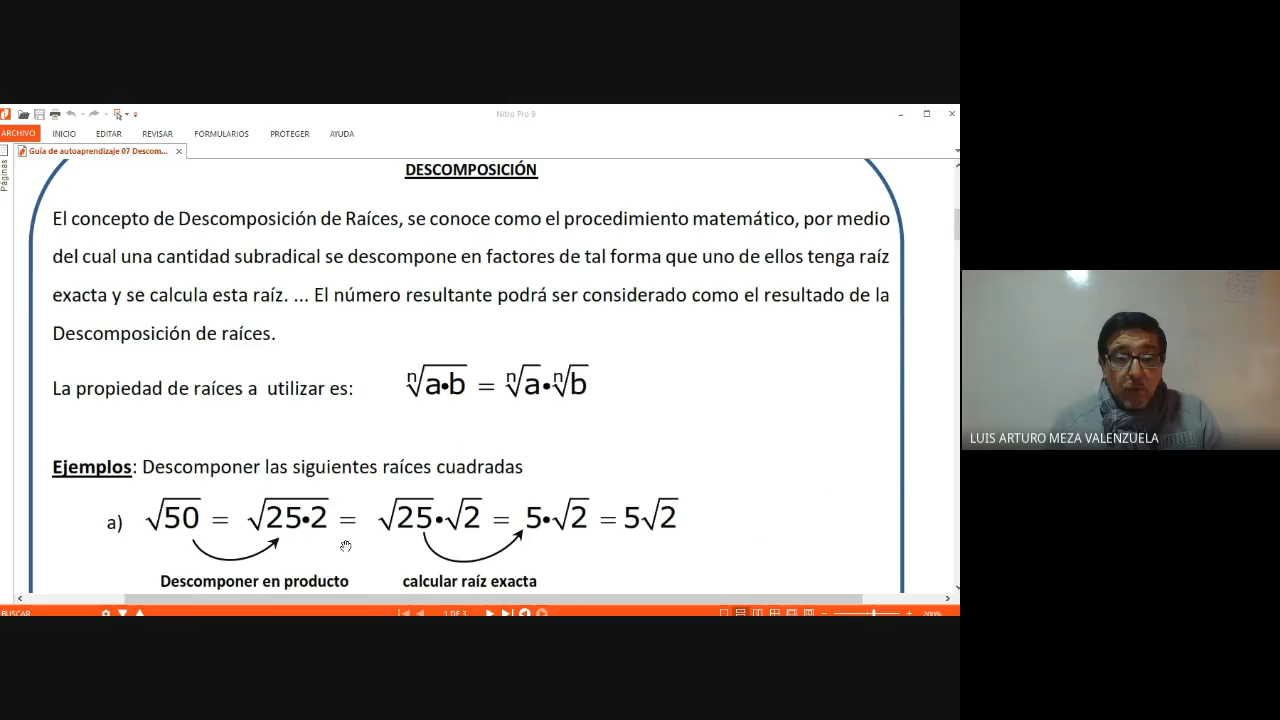 Nitro Pro 9
ARCHIVO INICIO EDITAR REVISAR FORMULARIOS PROTEGER AYUDA
Guía de autoaprendizaje 07 Descom...
Páginas
DESCOMPOSICIÓN
El concepto de Descomposición de Raíces, se conoce como el procedimiento matemático, por medio
del cual una cantidad subradical se descompone en factores de tal forma que uno de ellos tenga raíz
exacta y se calcula esta raíz. ... El número resultante podrá ser considerado como el resultado de la
Descomposición de raíces.
La propiedad de raíces a utilizar es: ⁿ√(a•b) = ⁿ√a•ⁿ√b
Ejemplos: Descomponer las siguientes raíces cuadradas
a) √50 = √(25•2) = √25•√2 = 5•√2 = 5√2
Descomponer en producto calcular raíz exacta
BUSCAR 1 DE 3 200%
LUIS ARTURO MEZA VALENZUELA